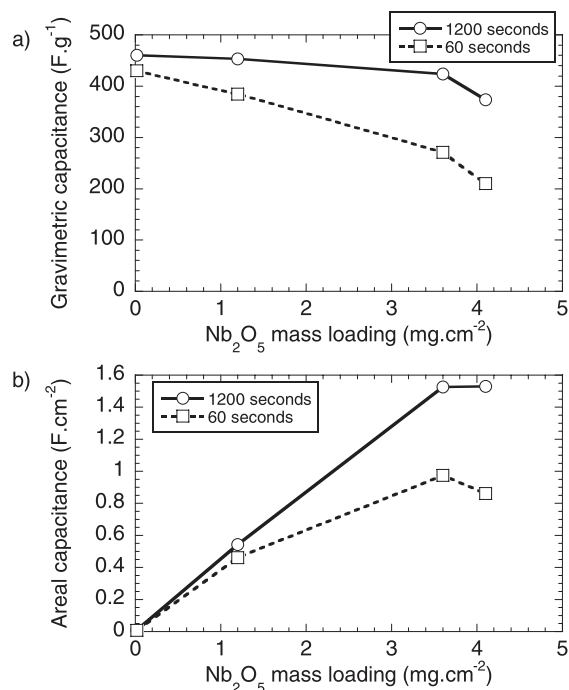 a)
1200 seconds
60 seconds
Gravimetric capacitance (F.g⁻¹)
500
400
300
200
100
0
0 1 2 3 4 5
Nb₂O₅ mass loading (mg.cm⁻²)
b)
1200 seconds
60 seconds
Areal capacitance (F.cm⁻²)
1.6
1.4
1.2
1
0.8
0.6
0.4
0.2
0
0 1 2 3 4 5
Nb₂O₅ mass loading (mg.cm⁻²)